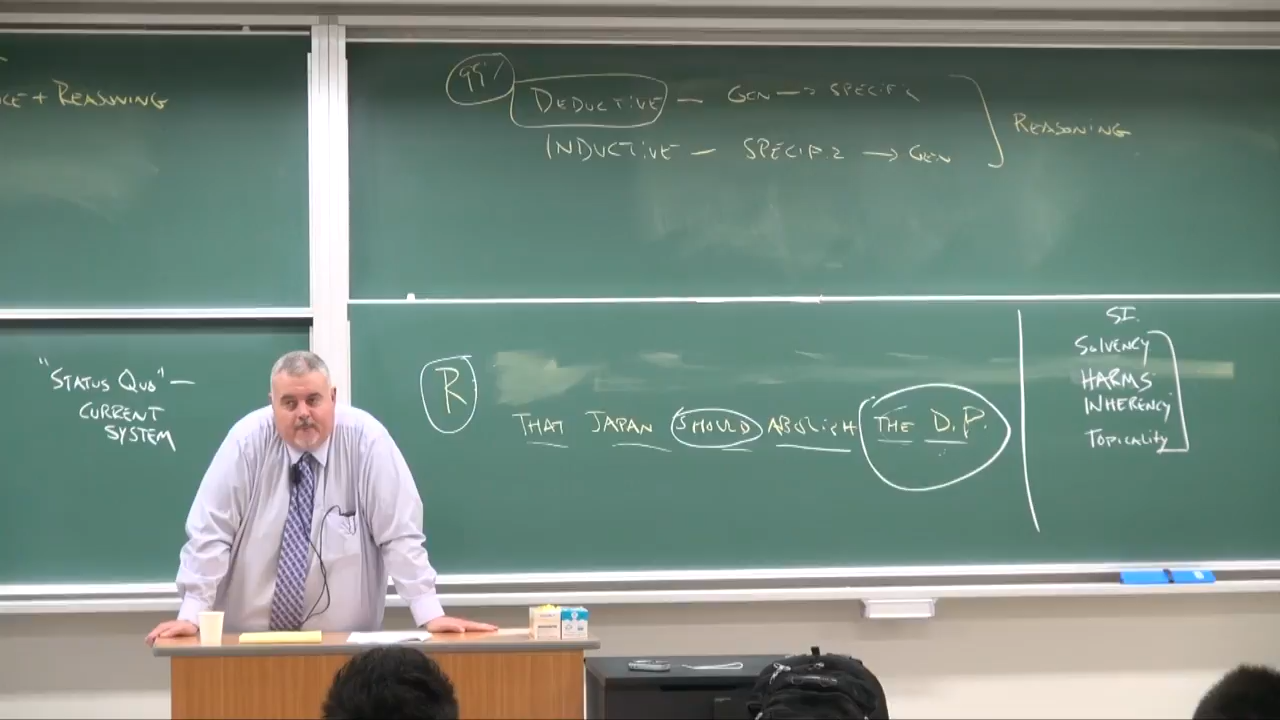 + REASONING
99%
DEDUCTIVE — GEN → SPECIFIC
INDUCTIVE — SPECIFIC → GEN
REASONING
"STATUS QUO" —
CURRENT
SYSTEM
R
THAT JAPAN SHOULD ABOLISH THE D.P.
S.I.
SOLVENCY
HARMS
INHERENCY
TOPICALITY